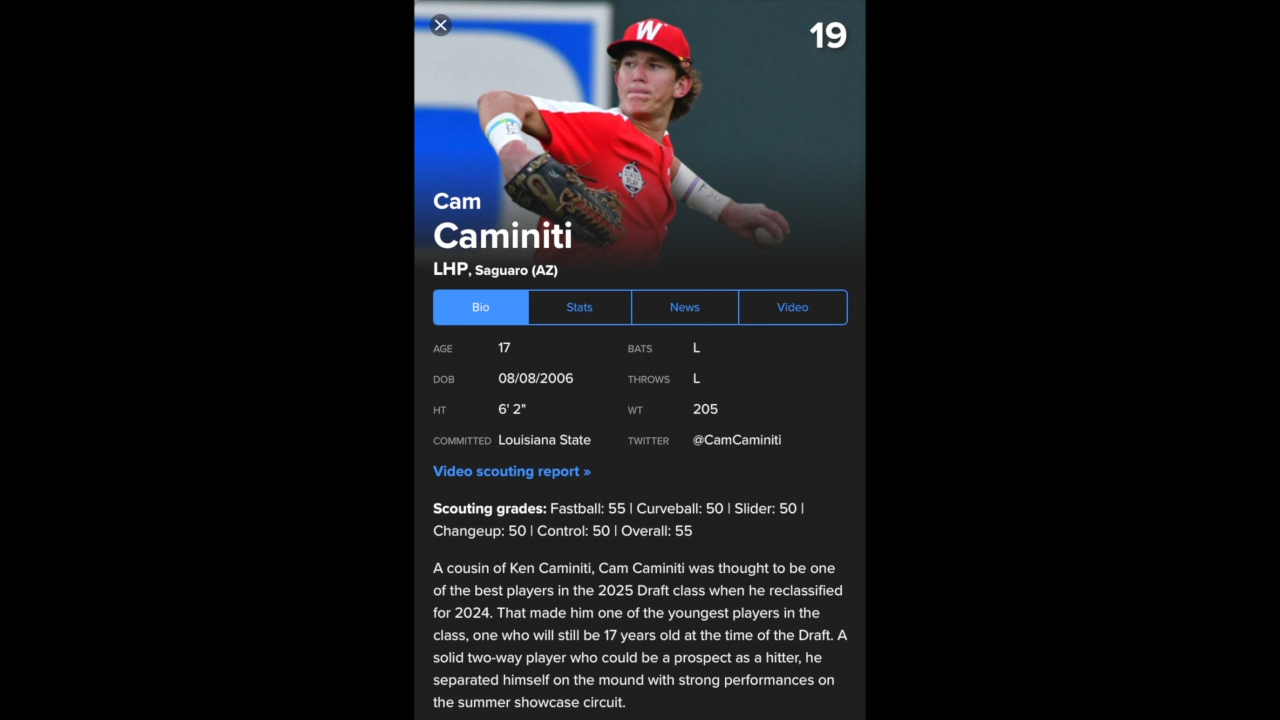 19
W
Cam
Caminiti
LHP, Saguaro (AZ)
Bio Stats News Video
AGE 17 BATS L
DOB 08/08/2006 THROWS L
HT 6' 2" WT 205
COMMITTED Louisiana State TWITTER @CamCaminiti
Video scouting report »
Scouting grades: Fastball: 55 | Curveball: 50 | Slider: 50 |
Changeup: 50 | Control: 50 | Overall: 55
A cousin of Ken Caminiti, Cam Caminiti was thought to be one
of the best players in the 2025 Draft class when he reclassified
for 2024. That made him one of the youngest players in the
class, one who will still be 17 years old at the time of the Draft. A
solid two-way player who could be a prospect as a hitter, he
separated himself on the mound with strong performances on
the summer showcase circuit.